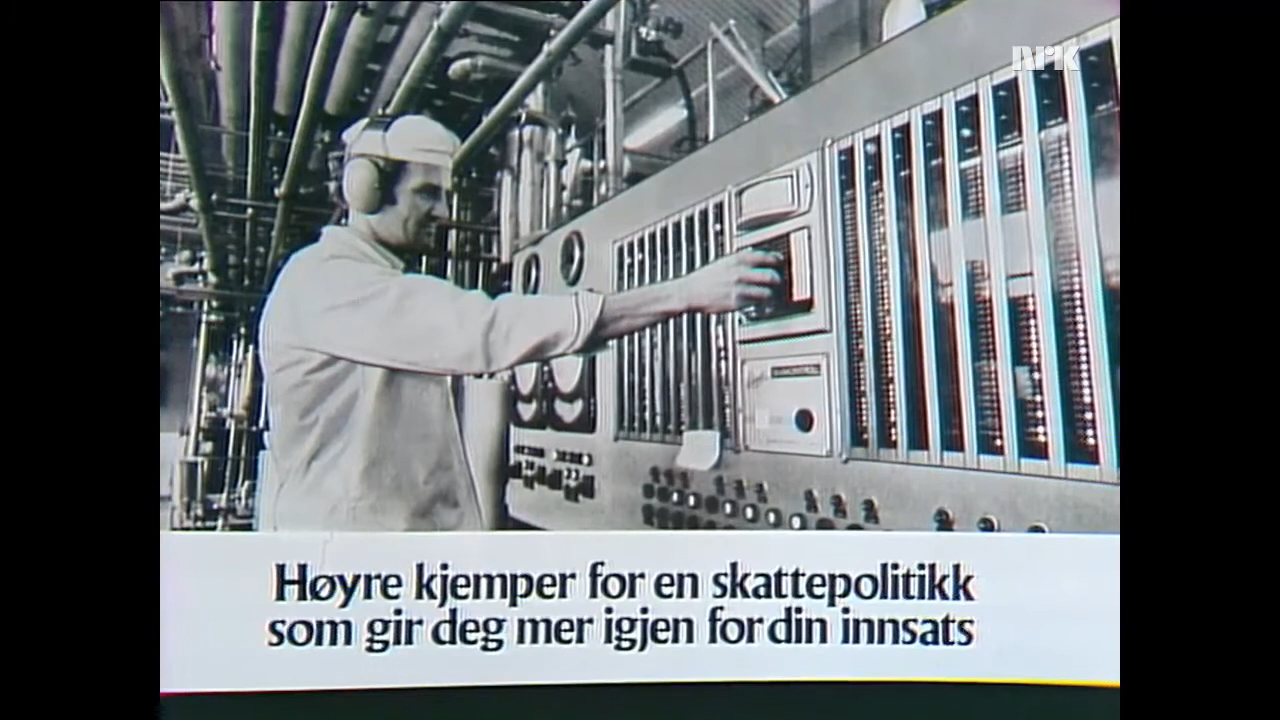 NRK
Høyre kjemper for en skattepolitikk
som gir deg mer igjen for din innsats